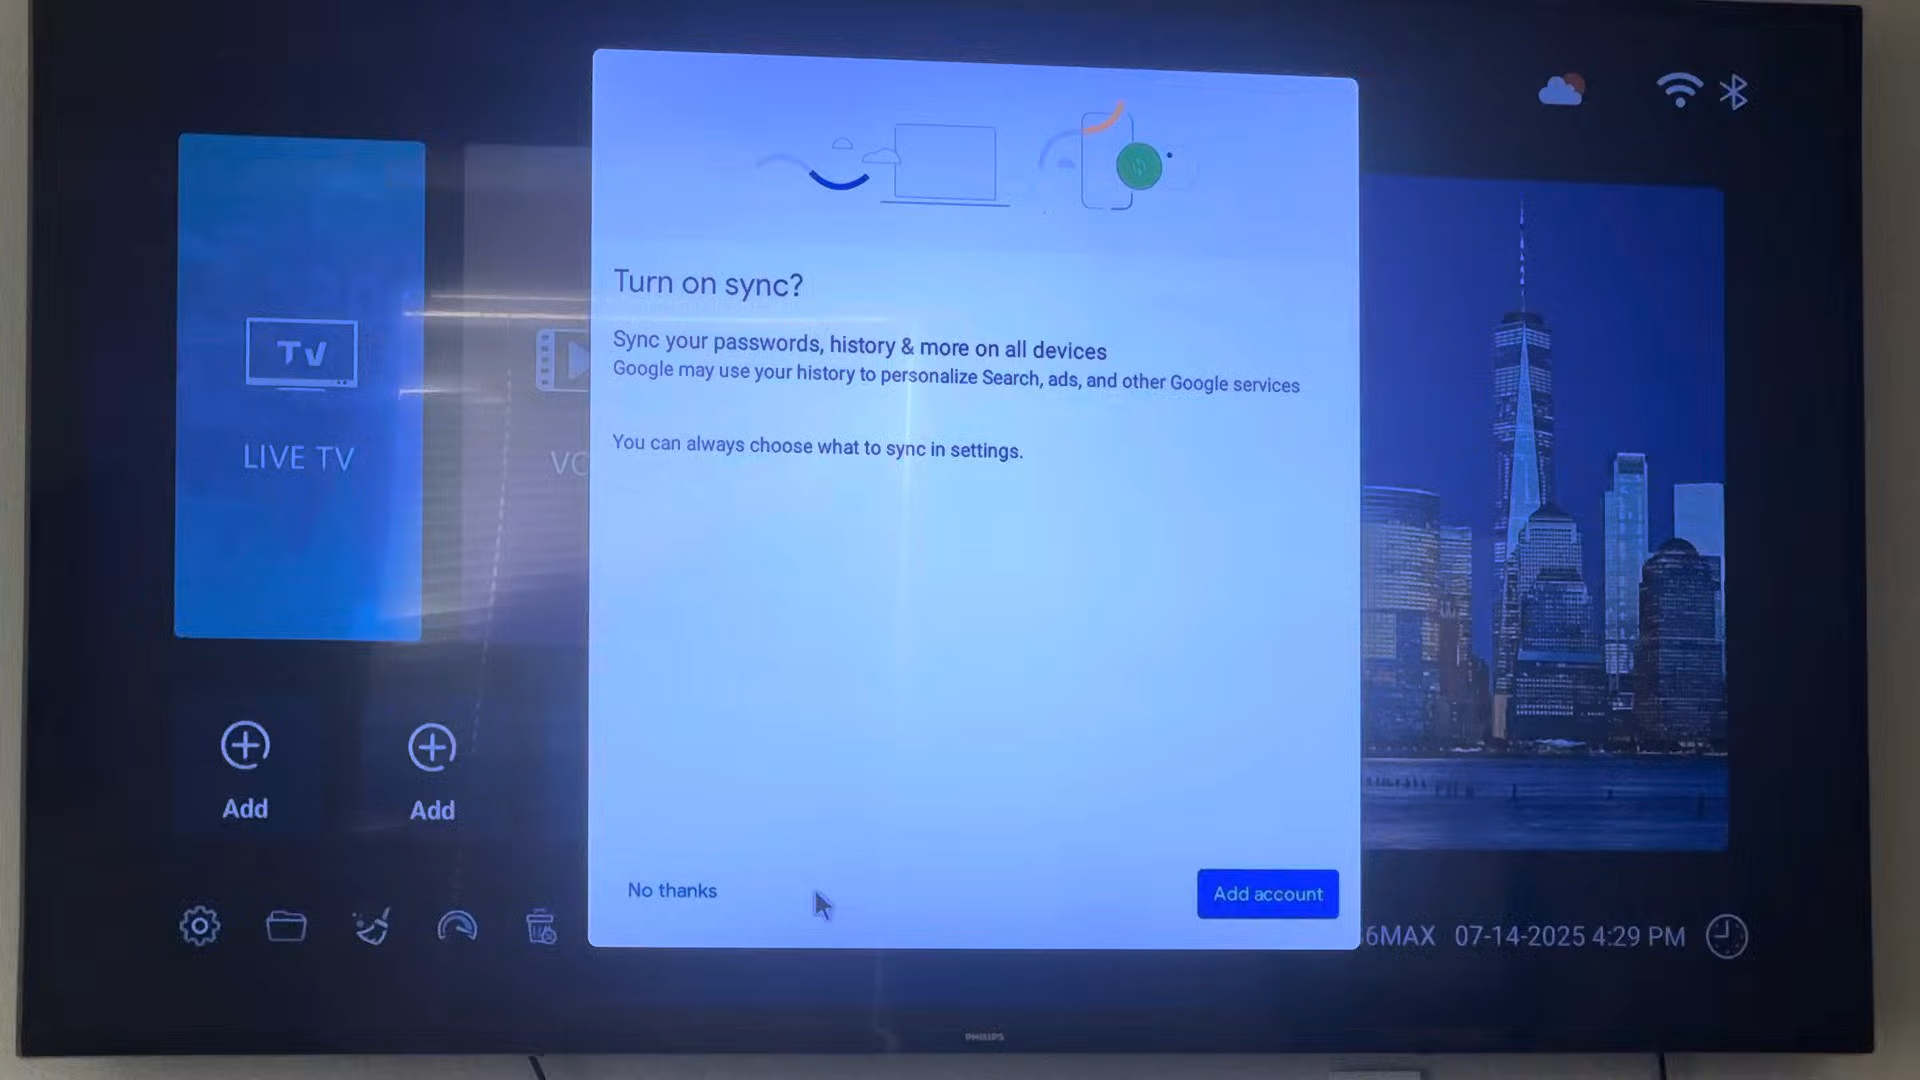 TV
LIVE TV
Turn on sync?
Sync your passwords, history & more on all devices
Google may use your history to personalize Search, ads, and other Google services
You can always choose what to sync in settings.
Add
Add
No thanks
Add account
6MAX 07-14-2025 4:29 PM
PHILIPS